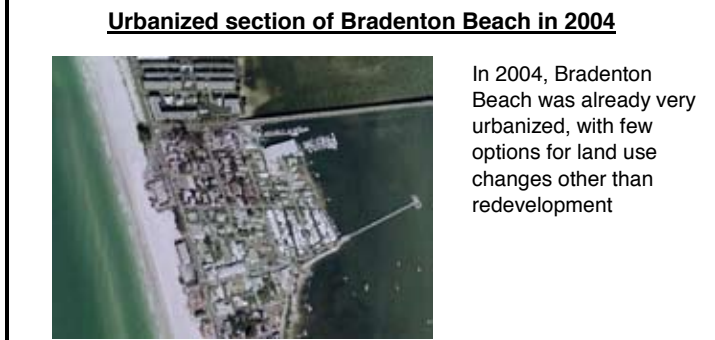 Urbanized section of Bradenton Beach in 2004
In 2004, Bradenton
Beach was already very
urbanized, with few
options for land use
changes other than
redevelopment